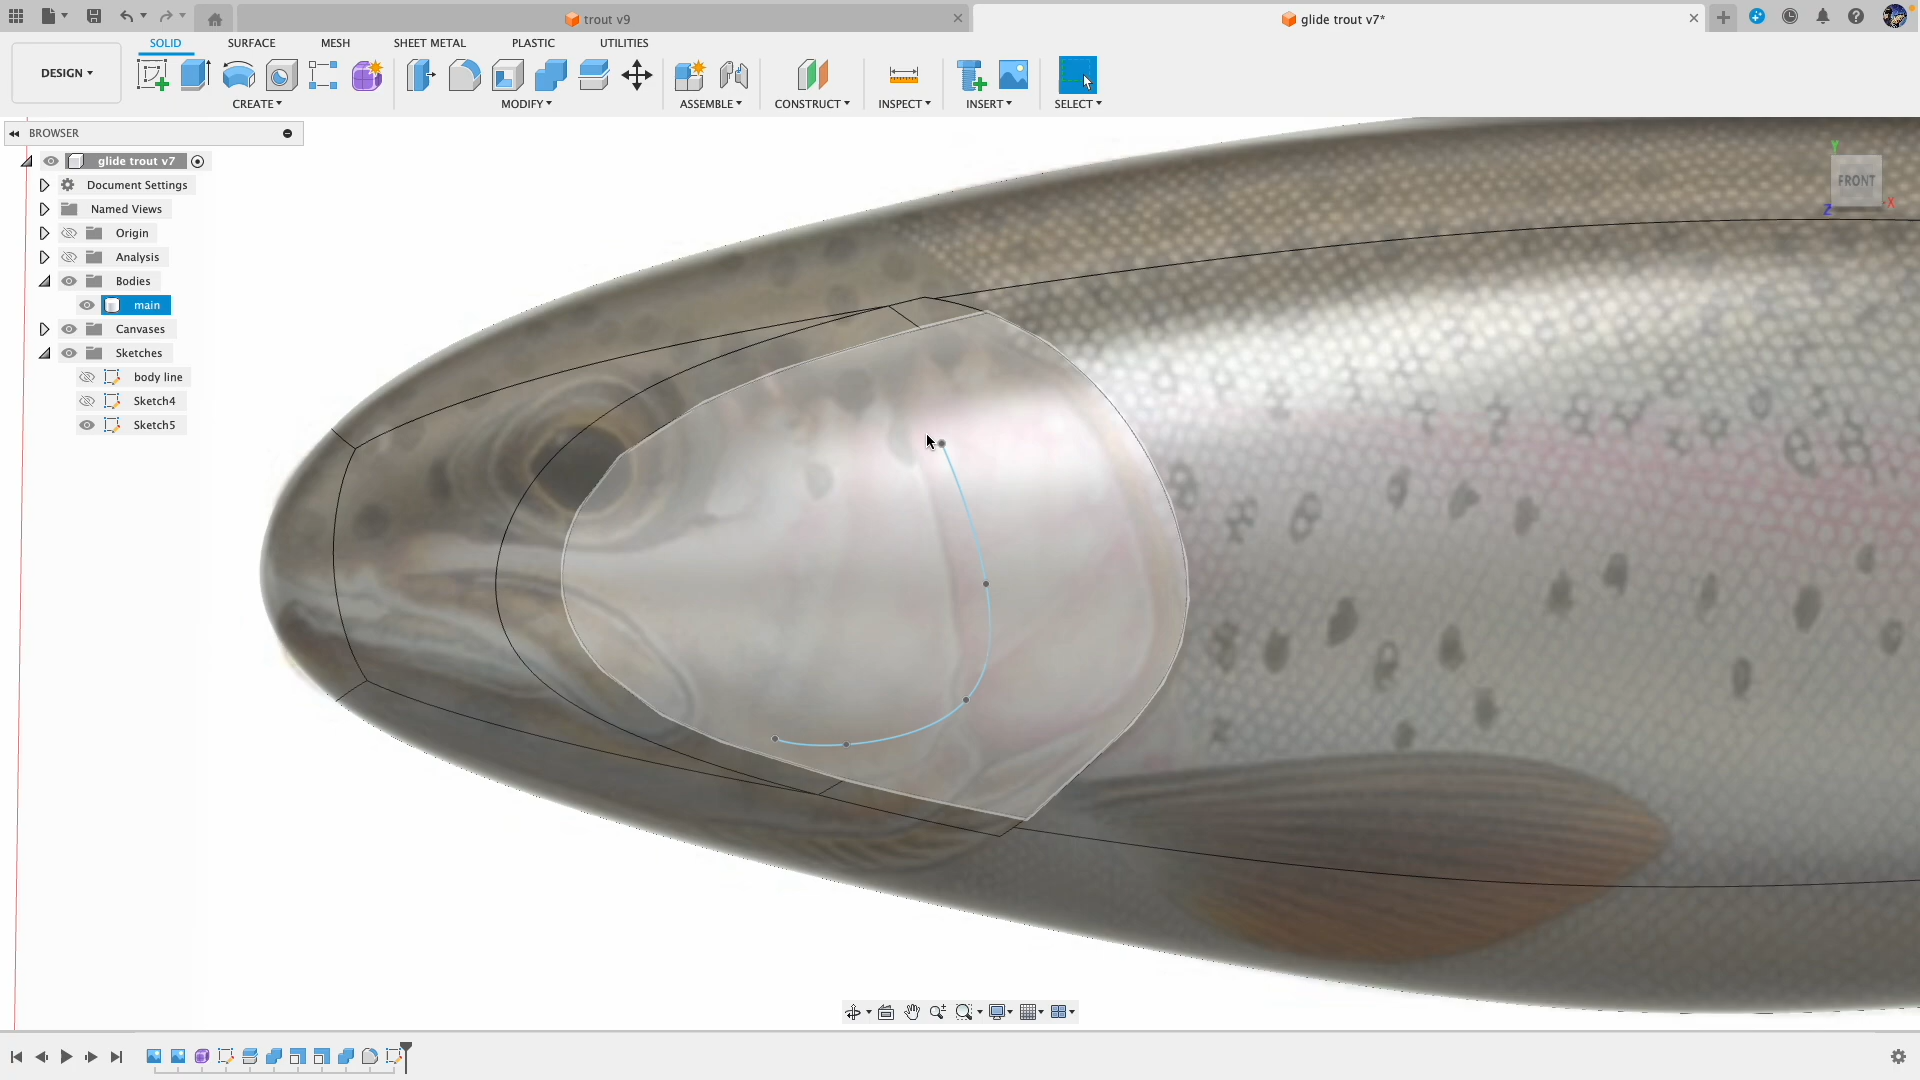 trout v9
glide trout v7*
DESIGN
SOLID
SURFACE
MESH
SHEET METAL
PLASTIC
UTILITIES
CREATE
MODIFY
ASSEMBLE
CONSTRUCT
INSPECT
INSERT
SELECT
BROWSER
glide trout v7
Document Settings
Named Views
Origin
Analysis
Bodies
main
Canvases
Sketches
body line
Sketch4
Sketch5
Y
FRONT
Z
X